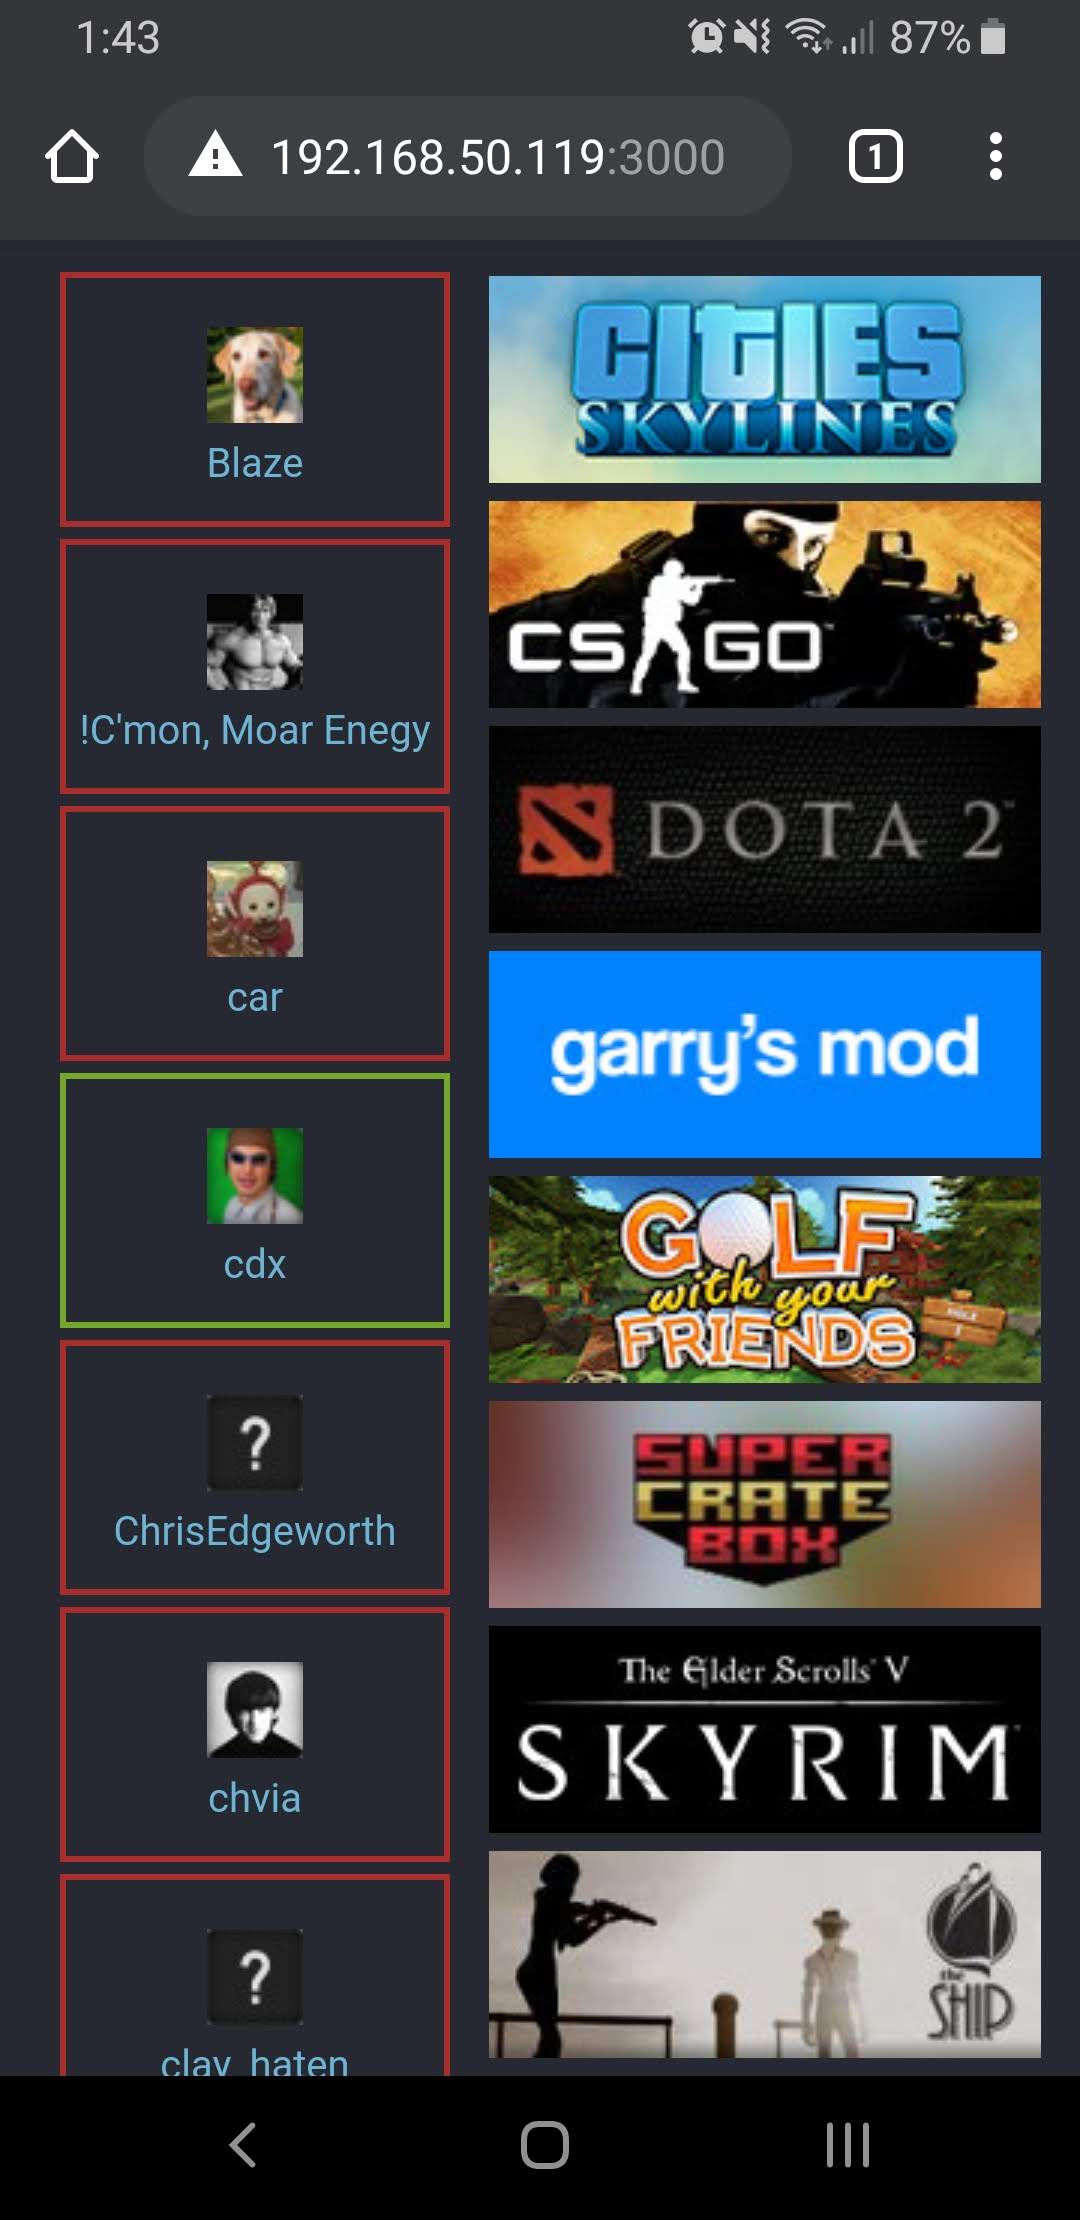 1:43
87%
192.168.50.119:3000
1
Blaze
!C'mon, Moar Enegy
car
cdx
?
ChrisEdgeworth
chvia
?
clay_haten
CITIES
SKYLINES
CS GO
DOTA 2
garry's mod
GOLF
with your
FRIENDS
SUPER
CRATE
BOX
The Elder Scrolls V
SKYRIM
the
SHIP